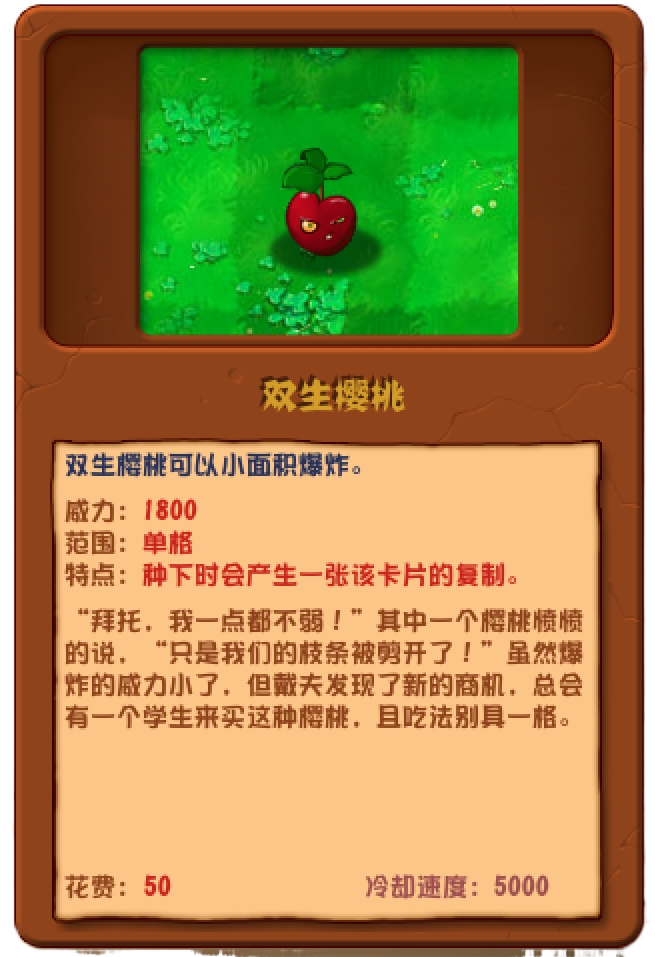 双生樱桃
双生樱桃可以小面积爆炸。
威力：1800
范围：单格
特点：种下时会产生一张该卡片的复制。
“拜托，我一点都不弱！”其中一个樱桃愤愤
的说，“只是我们的枝条被剪开了！”虽然爆
炸的威力小了，但戴夫发现了新的商机，总会
有一个学生来买这种樱桃，且吃法别具一格。
花费：50
冷却速度：5000